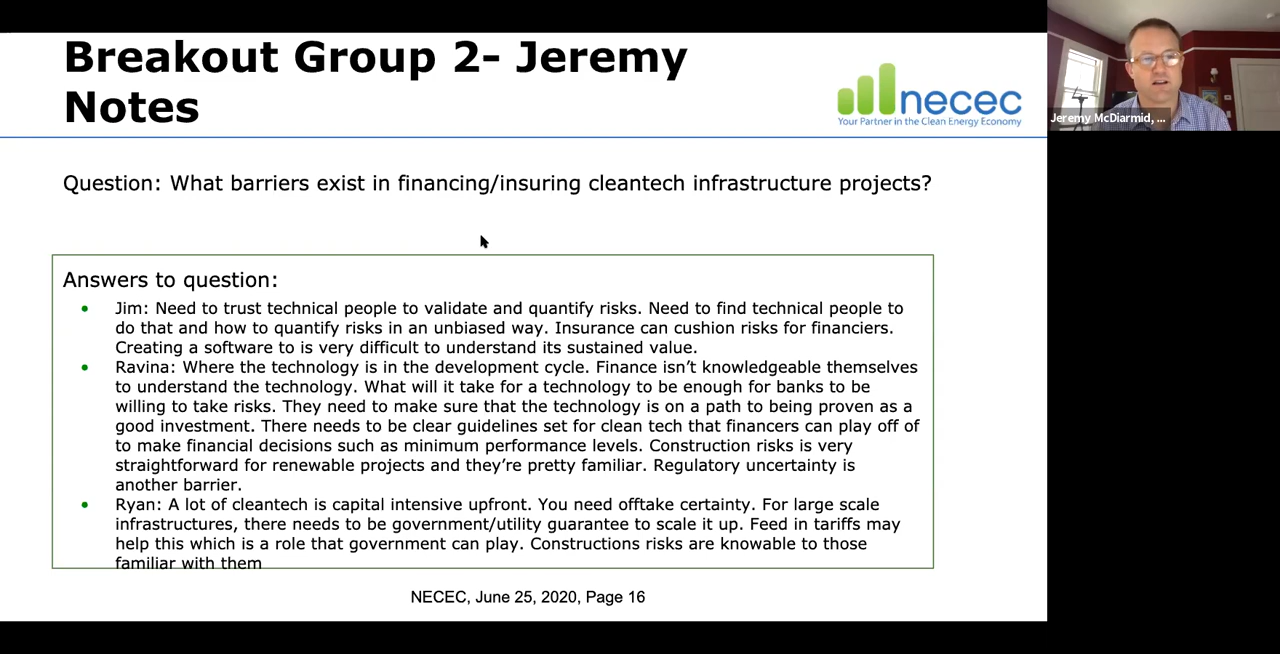 Breakout Group 2- Jeremy
Notes
necec
Your Partner in the Clean Energy Economy
Jeremy McDiarmid, ...
Question: What barriers exist in financing/insuring cleantech infrastructure projects?
Answers to question:
• Jim: Need to trust technical people to validate and quantify risks. Need to find technical people to
do that and how to quantify risks in an unbiased way. Insurance can cushion risks for financiers.
Creating a software to is very difficult to understand its sustained value.
• Ravina: Where the technology is in the development cycle. Finance isn’t knowledgeable themselves
to understand the technology. What will it take for a technology to be enough for banks to be
willing to take risks. They need to make sure that the technology is on a path to being proven as a
good investment. There needs to be clear guidelines set for clean tech that financers can play off of
to make financial decisions such as minimum performance levels. Construction risks is very
straightforward for renewable projects and they’re pretty familiar. Regulatory uncertainty is
another barrier.
• Ryan: A lot of cleantech is capital intensive upfront. You need offtake certainty. For large scale
infrastructures, there needs to be government/utility guarantee to scale it up. Feed in tariffs may
help this which is a role that government can play. Constructions risks are knowable to those
familiar with them
NECEC, June 25, 2020, Page 16